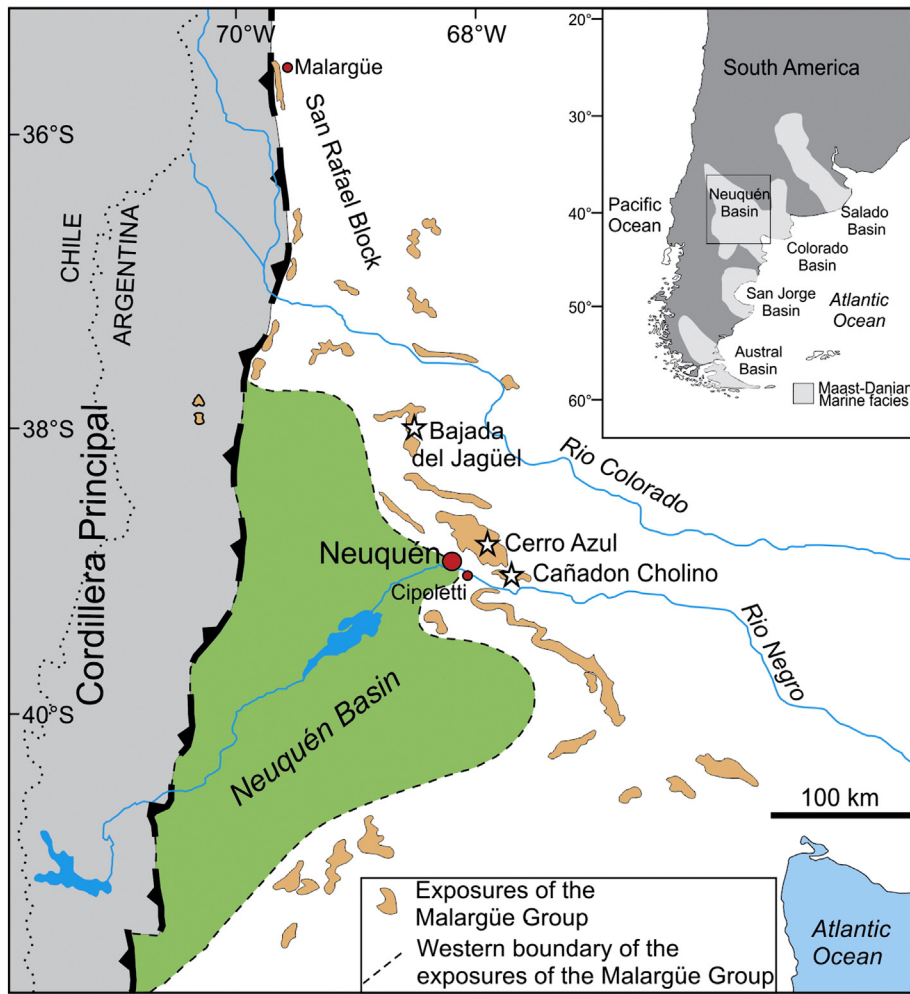 70°W
68°W
36°S
38°S
40°S
Malargüe
San Rafael Block
CHILE
ARGENTINA
Cordillera Principal
Bajada
del Jagüel
Rio Colorado
Neuquén
Cerro Azul
Cañadon Cholino
Cipoletti
Rio Negro
Neuquén Basin
100 km
Atlantic
Ocean
Exposures of the
Malargüe Group
Western boundary of the
exposures of the Malargüe Group
20°
30°
40°
50°
60°
South America
Pacific
Ocean
Neuquén
Basin
Salado
Basin
Colorado
Basin
San Jorge
Basin
Atlantic
Ocean
Austral
Basin
Maast-Danian
Marine facies